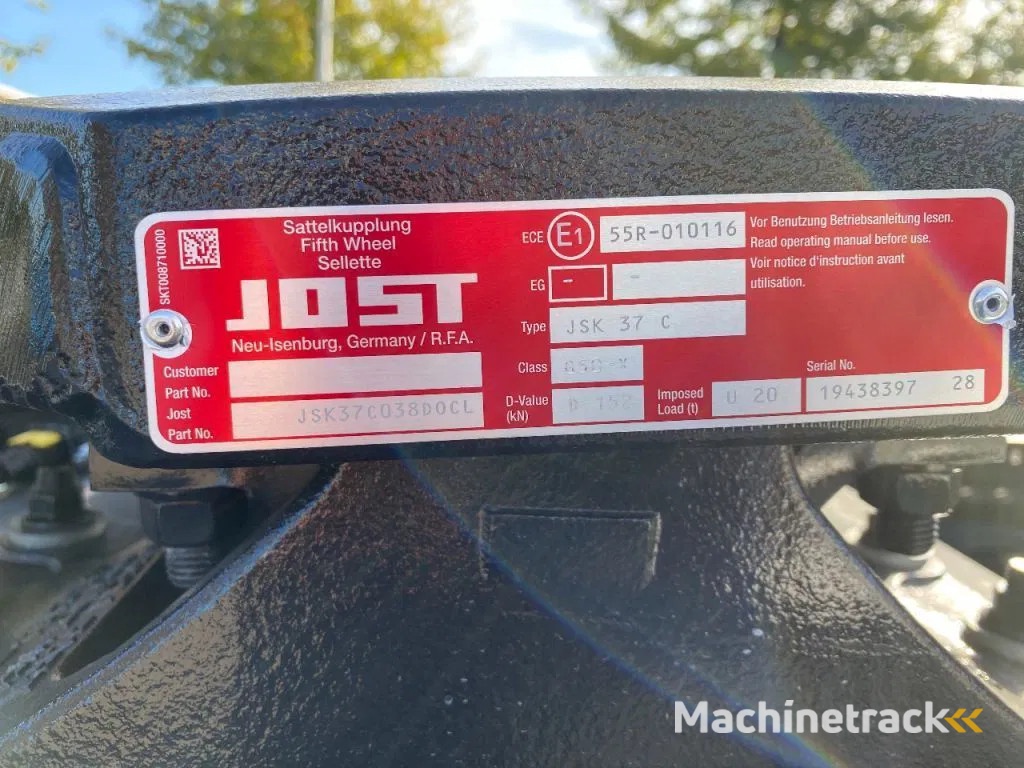 SKT008710000
Sattelkupplung
Fifth Wheel
Sellette
JOST
Neu-Isenburg, Germany / R.F.A.
Customer
Part No.
Jost
Part No.
JSK37C038D0CL
ECE E1 55R-010116
EG - -
Type JSK 37 C
Class G50-X
D-Value
(kN)
D 152
Imposed
Load (t)
U 20
Vor Benutzung Betriebsanleitung lesen.
Read operating manual before use.
Voir notice d'instruction avant
utilisation.
Serial No.
19438397 28
Machinetrack